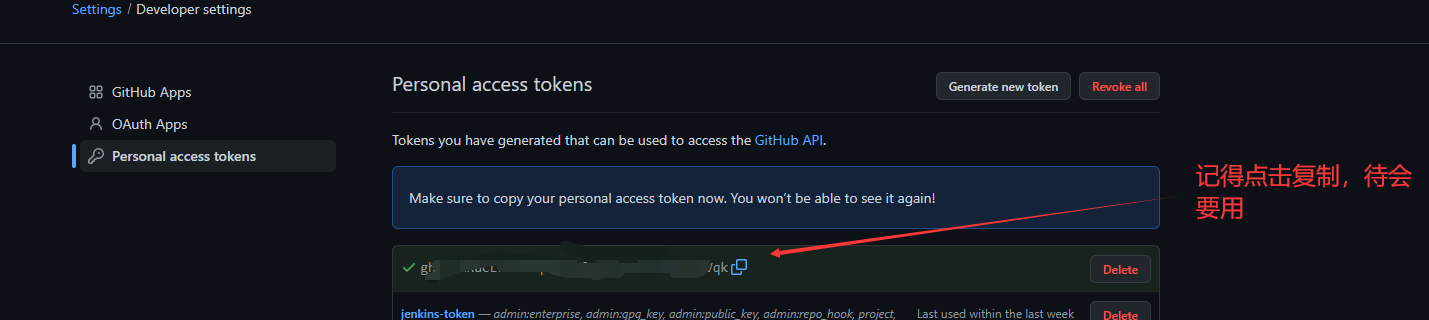 Settings / Developer settings
GitHub Apps
OAuth Apps
Personal access tokens
Personal access tokens
Generate new token
Revoke all
Tokens you have generated that can be used to access the GitHub API.
Make sure to copy your personal access token now. You won't be able to see it again!
记得点击复制，待会
要用
Delete
jenkins-token — admin:enterprise, admin:gpg_key, admin:public_key, admin:repo_hook, project,
Last used within the last week
Delete